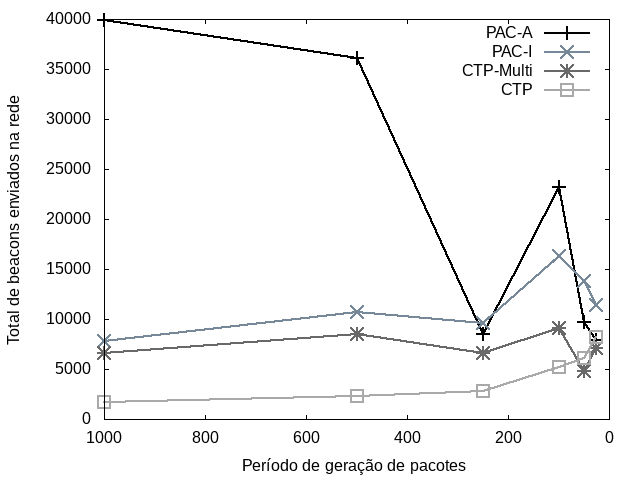 Total de beacons enviados na rede
40000
35000
30000
25000
20000
15000
10000
5000
0
PAC-A
PAC-I
CTP-Multi
CTP
1000 800 600 400 200 0
Período de geração de pacotes